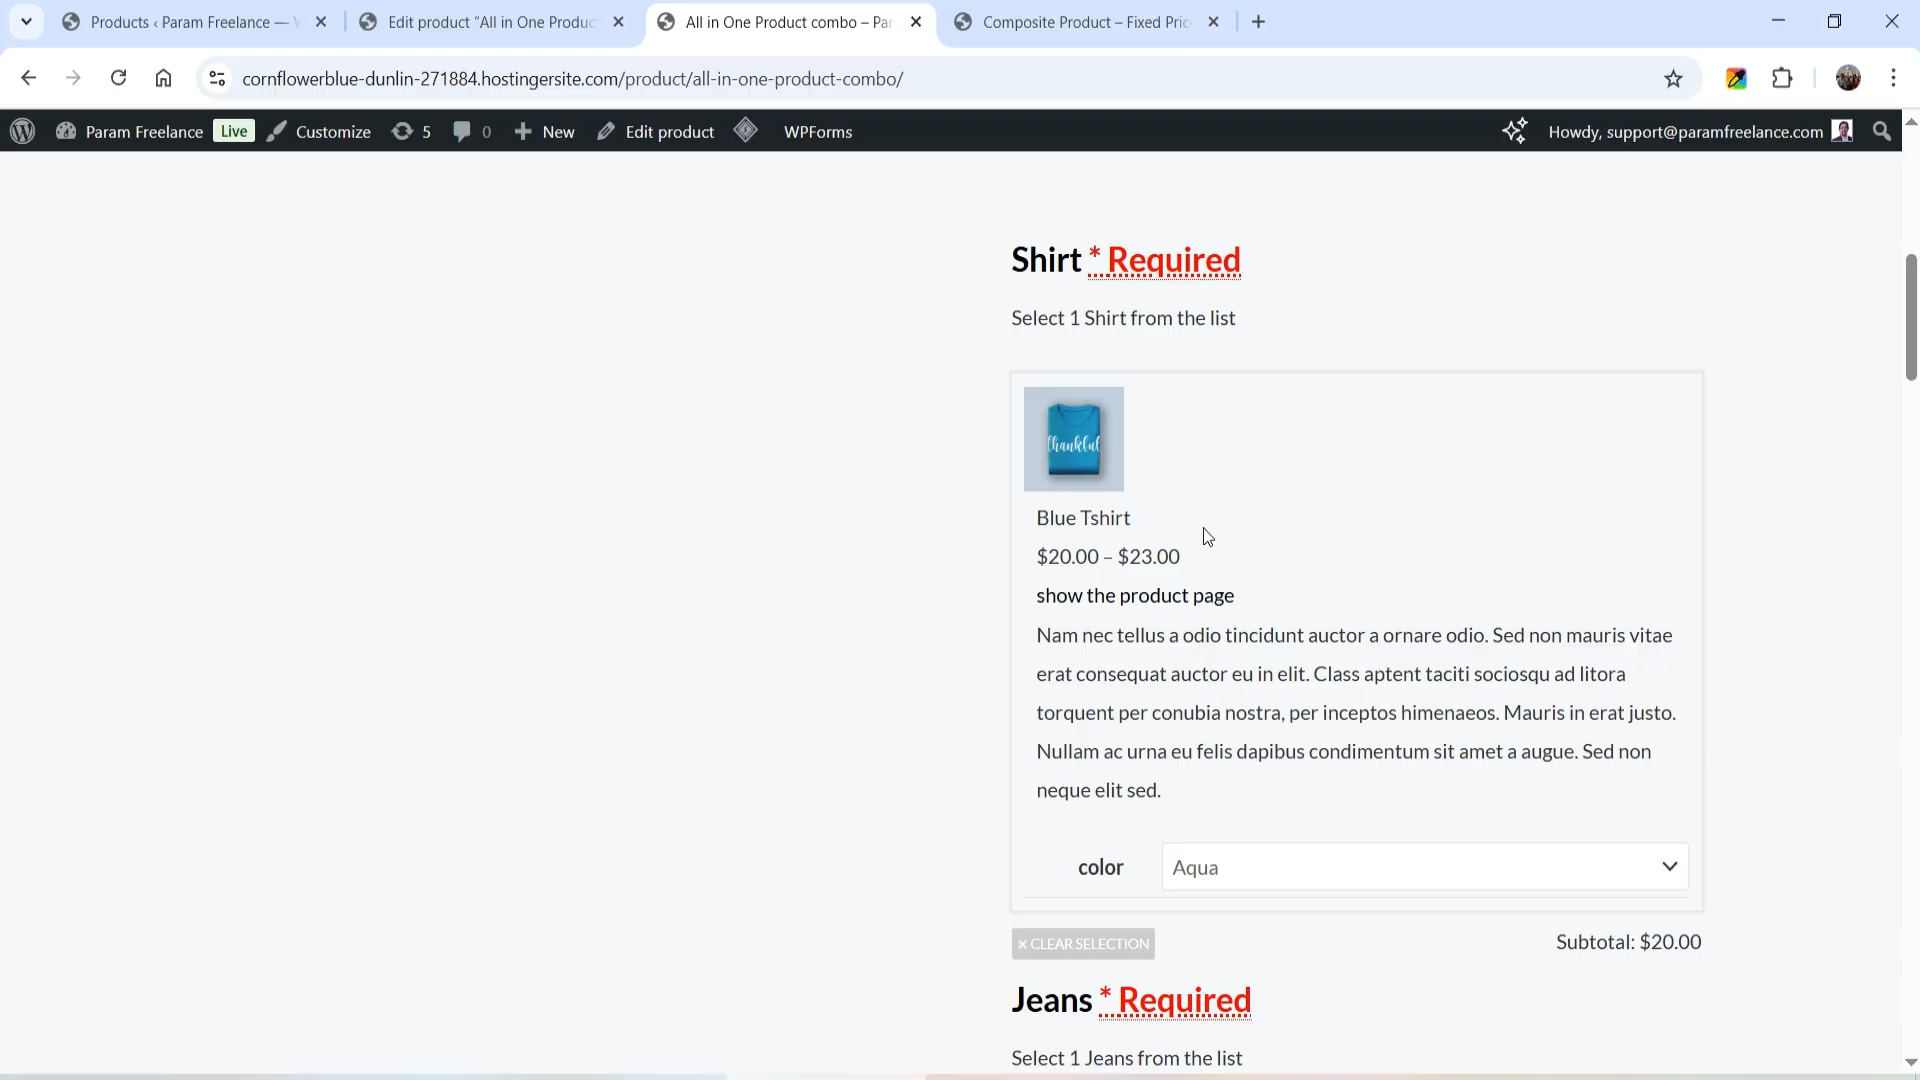 Products ‹ Param Freelance —
Edit product "All in One Produc
All in One Product combo – Par
Composite Product – Fixed Pric
cornflowerblue-dunlin-271884.hostingersite.com/product/all-in-one-product-combo/
Param Freelance
Live
Customize
5
0
New
Edit product
WPForms
Howdy, support@paramfreelance.com
Shirt * Required
Select 1 Shirt from the list
thankful
Blue Tshirt
$20.00 – $23.00
show the product page
Nam nec tellus a odio tincidunt auctor a ornare odio. Sed non mauris vitae
erat consequat auctor eu in elit. Class aptent taciti sociosqu ad litora
torquent per conubia nostra, per inceptos himenaeos. Mauris in erat justo.
Nullam ac urna eu felis dapibus condimentum sit amet a augue. Sed non
neque elit sed.
color
Aqua
× CLEAR SELECTION
Subtotal: $20.00
Jeans * Required
Select 1 Jeans from the list